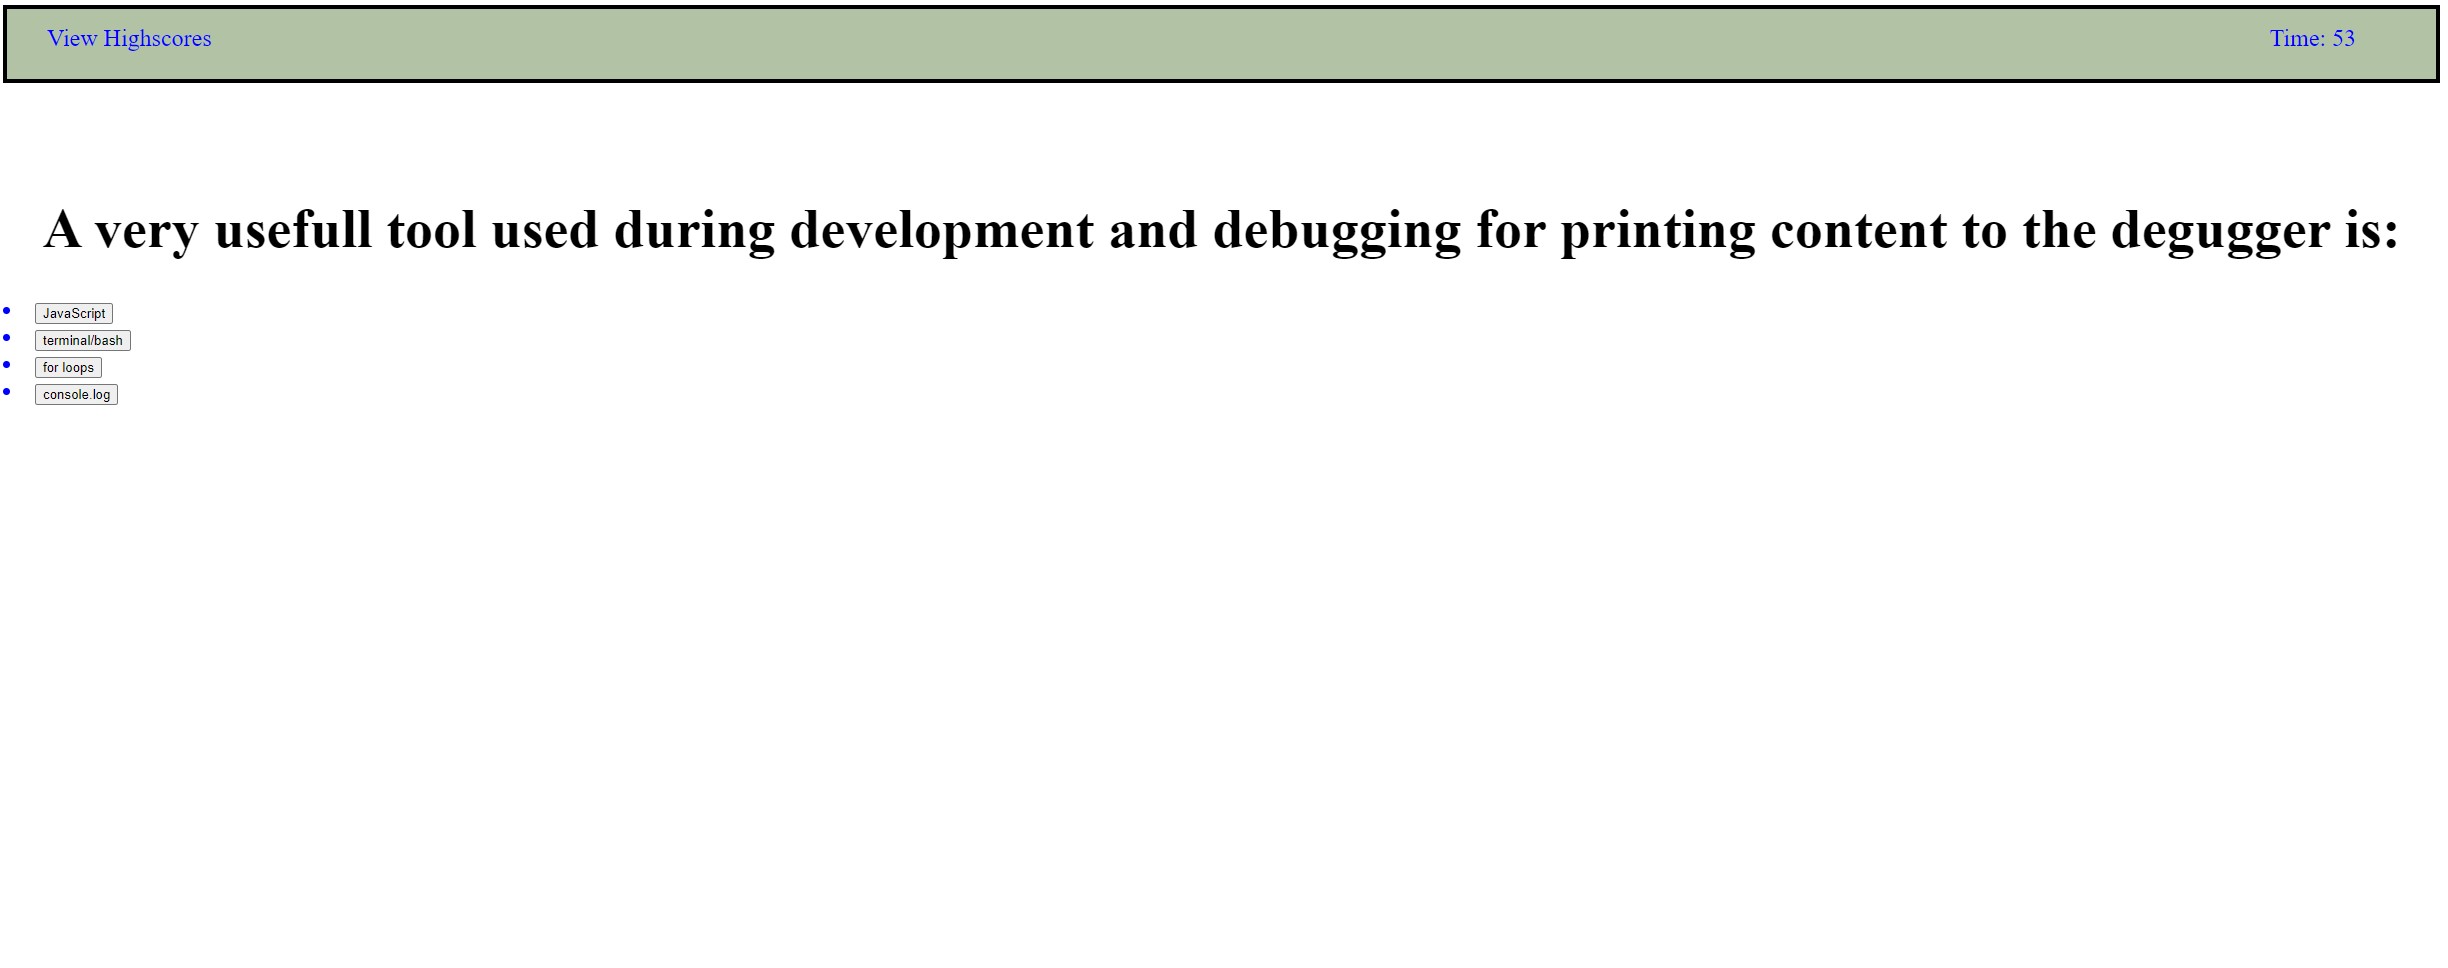 View Highscores
Time: 53
A very usefull tool used during development and debugging for printing content to the degugger is:
JavaScript
terminal/bash
for loops
console.log